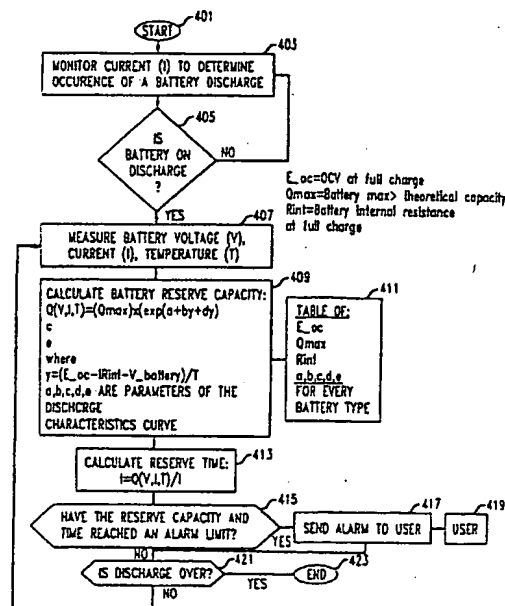 401
START
403
MONITOR CURRENT (I) TO DETERMINE
OCCURENCE OF A BATTERY DISCHARGE
405
IS
BATTERY ON
DISCHARGE
?
NO
YES
E_oc=OCV at full charge
Qmax=Battery max> theoretical capacity
Rint=Battery internal resistance
at full charge
407
MEASURE BATTERY VOLTAGE (V),
CURRENT (I), TEMPERATURE (T)
409
CALCULATE BATTERY RESERVE CAPACITY:
Q(V,I,T)=(Qmax)x(exp(a+by+dy)
c
e
where
y=(E_oc-IRint-V_battery)/T
a,b,c,d,e ARE PARAMETERS OF THE
DISCHCRGE
CHARACTERISTICS CURVE
411
TABLE OF:
E_oc
Qmax
Rint
a,b,c,d,e
FOR EVERY
BATTERY TYPE
413
CALCULATE RESERVE TIME:
t=Q(V,I,T)/I
415
HAVE THE RESERVE CAPACITY AND
TIME REACHED AN ALARM LIMIT?
YES
417
SEND ALARM TO USER
419
USER
NO
421
IS DISCHARGE OVER?
YES
423
END
NO